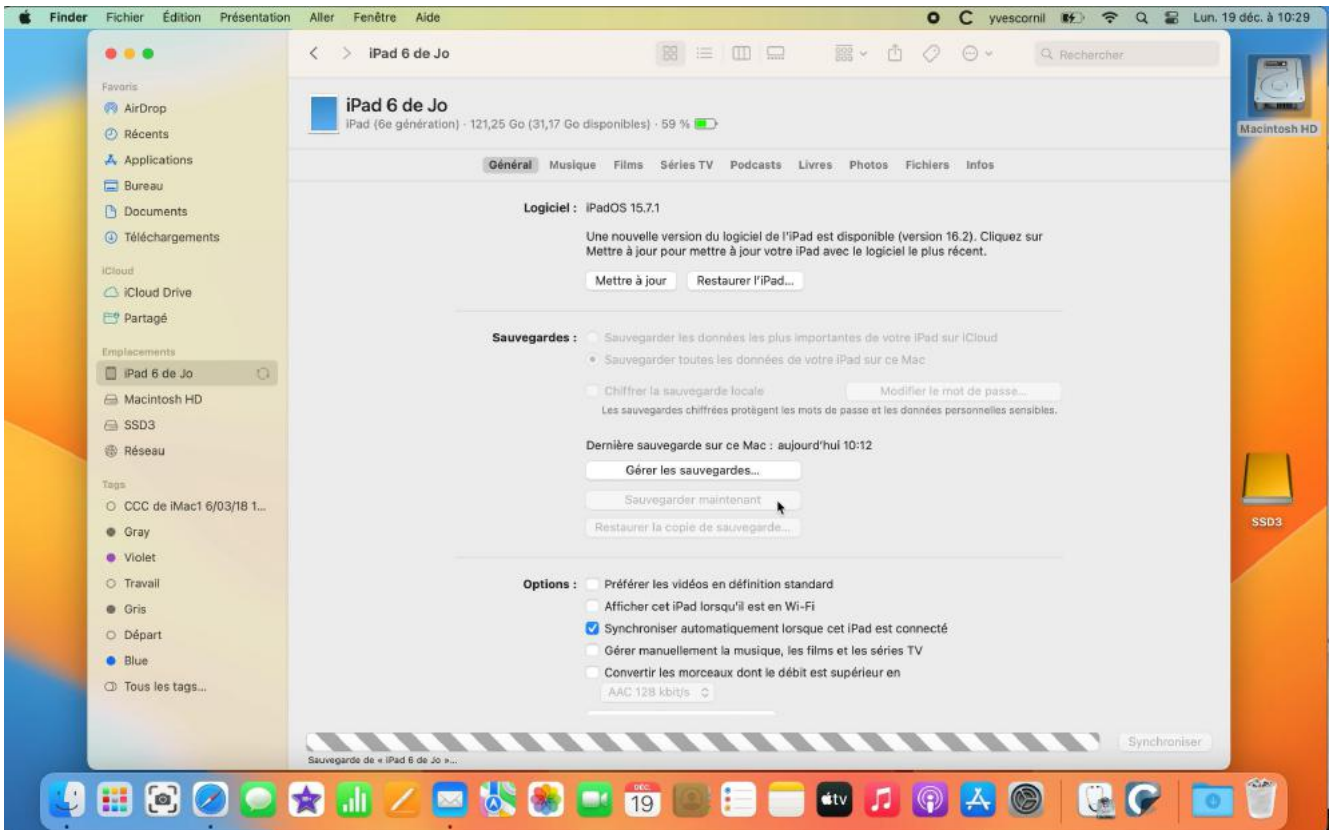 Finder Fichier Édition Présentation Aller Fenêtre Aide yvescornil Lun. 19 déc. à 10:29
iPad 6 de Jo
Rechercher
Favoris
AirDrop
Récents
Applications
Bureau
Documents
Téléchargements
iCloud
iCloud Drive
Partagé
Emplacements
iPad 6 de Jo
Macintosh HD
SSD3
Réseau
Tags
CCC de iMac1 6/03/18 1...
Gray
Violet
Travail
Gris
Départ
Blue
Tous les tags...
iPad 6 de Jo
iPad (6e génération) · 121,25 Go (31,17 Go disponibles) · 59 %
Général Musique Films Séries TV Podcasts Livres Photos Fichiers Infos
Logiciel : iPadOS 15.7.1
Une nouvelle version du logiciel de l'iPad est disponible (version 16.2). Cliquez sur
Mettre à jour pour mettre à jour votre iPad avec le logiciel le plus récent.
Mettre à jour Restaurer l'iPad...
Sauvegardes : Sauvegarder les données les plus importantes de votre iPad sur iCloud
Sauvegarder toutes les données de votre iPad sur ce Mac
Chiffrer la sauvegarde locale Modifier le mot de passe...
Les sauvegardes chiffrées protègent les mots de passe et les données personnelles sensibles.
Dernière sauvegarde sur ce Mac : aujourd'hui 10:12
Gérer les sauvegardes...
Sauvegarder maintenant
Restaurer la copie de sauvegarde...
Options : Préférer les vidéos en définition standard
Afficher cet iPad lorsqu'il est en Wi-Fi
Synchroniser automatiquement lorsque cet iPad est connecté
Gérer manuellement la musique, les films et les séries TV
Convertir les morceaux dont le débit est supérieur en
AAC 128 kbit/s
Synchroniser
Sauvegarde de « iPad 6 de Jo »...
Macintosh HD
SSD3
DÉC.
19
tv